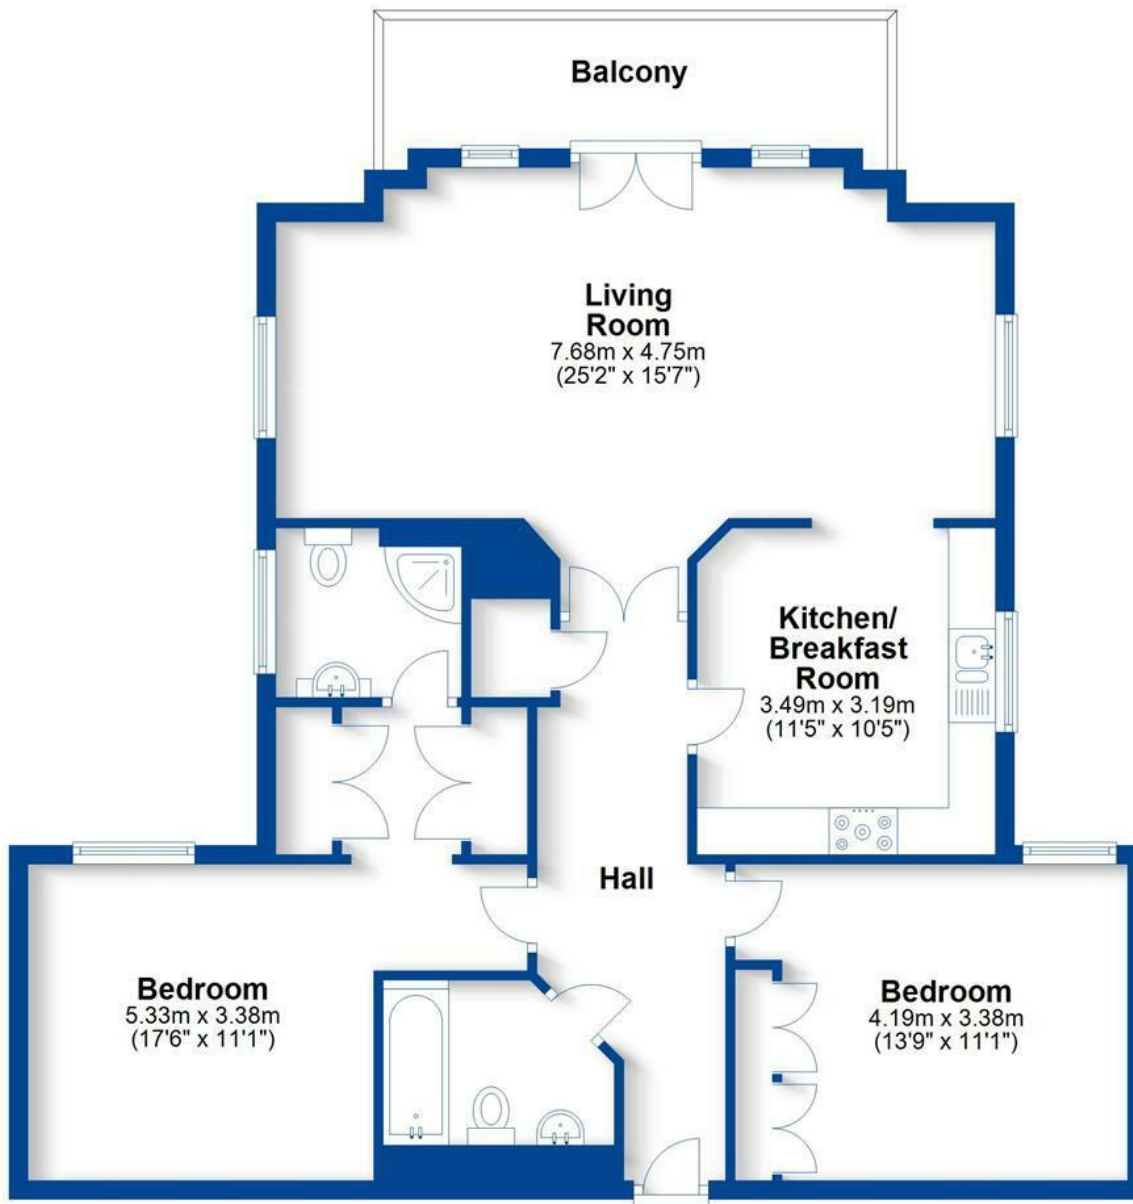 Balcony
Living
Room
7.68m x 4.75m
(25'2" x 15'7")
Kitchen/
Breakfast
Room
3.49m x 3.19m
(11'5" x 10'5")
Hall
Bedroom
5.33m x 3.38m
(17'6" x 11'1")
Bedroom
4.19m x 3.38m
(13'9" x 11'1")